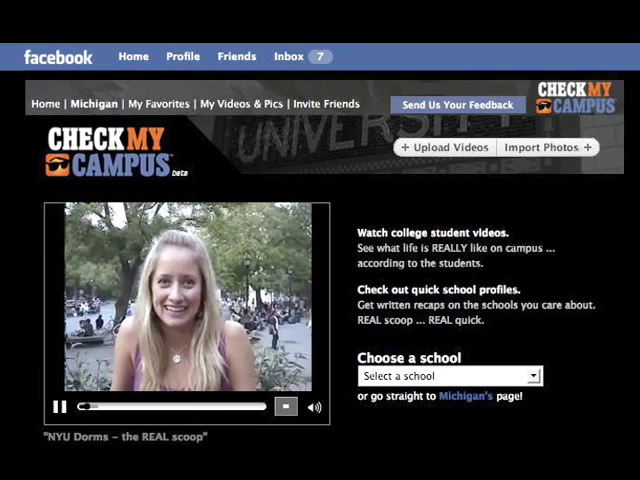 facebook Home Profile Friends Inbox 7
Home | Michigan | My Favorites | My Videos & Pics | Invite Friends
Send Us Your Feedback
CHECK MY
CAMPUS
UNIVERSITY
CHECK MY
CAMPUS™
beta
+ Upload Videos
Import Photos +
Watch college student videos.
See what life is REALLY like on campus ...
according to the students.
Check out quick school profiles.
Get written recaps on the schools you care about.
REAL scoop ... REAL quick.
Choose a school
Select a school
or go straight to Michigan's page!
"NYU Dorms - the REAL scoop"